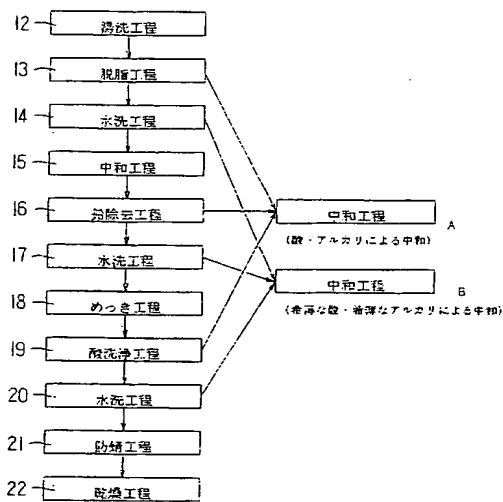 12 湯洗工程
13 脱脂工程
14 水洗工程
15 中和工程
16 鉛除去工程
中和工程 A
(酸・アルカリによる中和)
17 水洗工程
中和工程 B
(希薄な酸・希薄なアルカリによる中和)
18 めっき工程
19 酸洗浄工程
20 水洗工程
21 防錆工程
22 乾燥工程